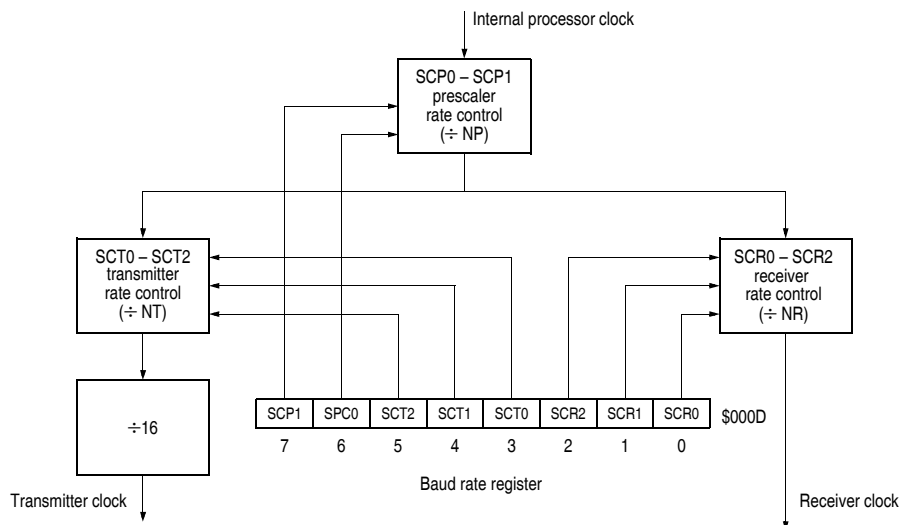 Internal processor clock
SCP0 – SCP1
prescaler
rate control
(÷ NP)
SCT0 – SCT2
transmitter
rate control
(÷ NT)
SCR0 – SCR2
receiver
rate control
(÷ NR)
÷16
SCP1 SPC0 SCT2 SCT1 SCT0 SCR2 SCR1 SCR0 $000D
7 6 5 4 3 2 1 0
Baud rate register
Transmitter clock
Receiver clock